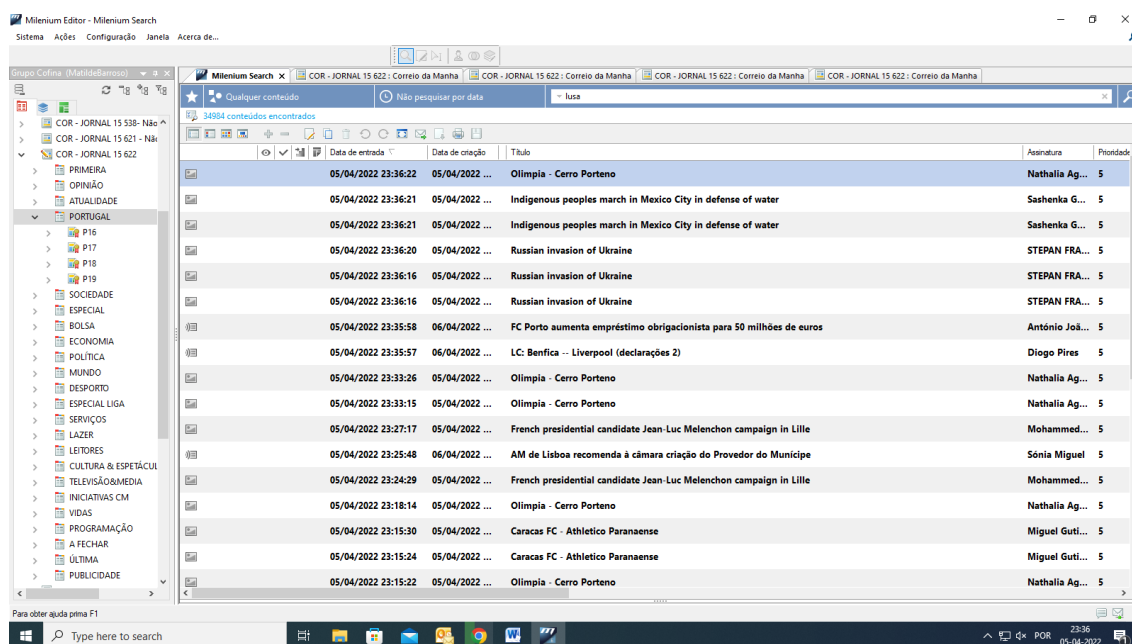 Milenium Editor - Milenium Search
Sistema Ações Configuração Janela Acerca de...
Grupo Cofina (MatildeBarroso)
Milenium Search x COR - JORNAL 15 622 : Correio da Manha COR - JORNAL 15 622 : Correio da Manha COR - JORNAL 15 622 : Correio da Manha COR - JORNAL 15 622 : Correio da Manha
Qualquer conteúdo Não pesquisar por data lusa
34984 conteúdos encontrados
COR - JORNAL 15 538- Não
COR - JORNAL 15 621 - Nã
COR - JORNAL 15 622
PRIMEIRA
OPINIÃO
ATUALIDADE
PORTUGAL
P16
P17
P18
P19
SOCIEDADE
ESPECIAL
BOLSA
ECONOMIA
POLÍTICA
MUNDO
DESPORTO
ESPECIAL LIGA
SERVIÇOS
LAZER
LEITORES
CULTURA & ESPETÁCUL
TELEVISÃO&MEDIA
INICIATIVAS CM
VIDAS
PROGRAMAÇÃO
A FECHAR
ÚLTIMA
PUBLICIDADE
Data de entrada Data de criação Título Assinatura Prioridade
05/04/2022 23:36:22 05/04/2022 ... Olimpia - Cerro Porteno Nathalia Ag... 5
05/04/2022 23:36:21 05/04/2022 ... Indigenous peoples march in Mexico City in defense of water Sashenka G... 5
05/04/2022 23:36:21 05/04/2022 ... Indigenous peoples march in Mexico City in defense of water Sashenka G... 5
05/04/2022 23:36:20 05/04/2022 ... Russian invasion of Ukraine STEPAN FRA... 5
05/04/2022 23:36:16 05/04/2022 ... Russian invasion of Ukraine STEPAN FRA... 5
05/04/2022 23:36:16 05/04/2022 ... Russian invasion of Ukraine STEPAN FRA... 5
05/04/2022 23:35:58 06/04/2022 ... FC Porto aumenta empréstimo obrigacionista para 50 milhões de euros António Joã... 5
05/04/2022 23:35:57 06/04/2022 ... LC: Benfica -- Liverpool (declarações 2) Diogo Pires 5
05/04/2022 23:33:26 05/04/2022 ... Olimpia - Cerro Porteno Nathalia Ag... 5
05/04/2022 23:33:15 05/04/2022 ... Olimpia - Cerro Porteno Nathalia Ag... 5
05/04/2022 23:27:17 05/04/2022 ... French presidential candidate Jean-Luc Melenchon campaign in Lille Mohammed... 5
05/04/2022 23:25:48 06/04/2022 ... AM de Lisboa recomenda à câmara criação do Provedor do Munícipe Sónia Miguel 5
05/04/2022 23:24:29 05/04/2022 ... French presidential candidate Jean-Luc Melenchon campaign in Lille Mohammed... 5
05/04/2022 23:18:14 05/04/2022 ... Olimpia - Cerro Porteno Nathalia Ag... 5
05/04/2022 23:15:30 05/04/2022 ... Caracas FC - Athletico Paranaense Miguel Guti... 5
05/04/2022 23:15:24 05/04/2022 ... Caracas FC - Athletico Paranaense Miguel Guti... 5
05/04/2022 23:15:22 05/04/2022 ... Olimpia - Cerro Porteno Nathalia Ag... 5
Para obter ajuda prima F1
Type here to search POR 23:36
05-04-2022